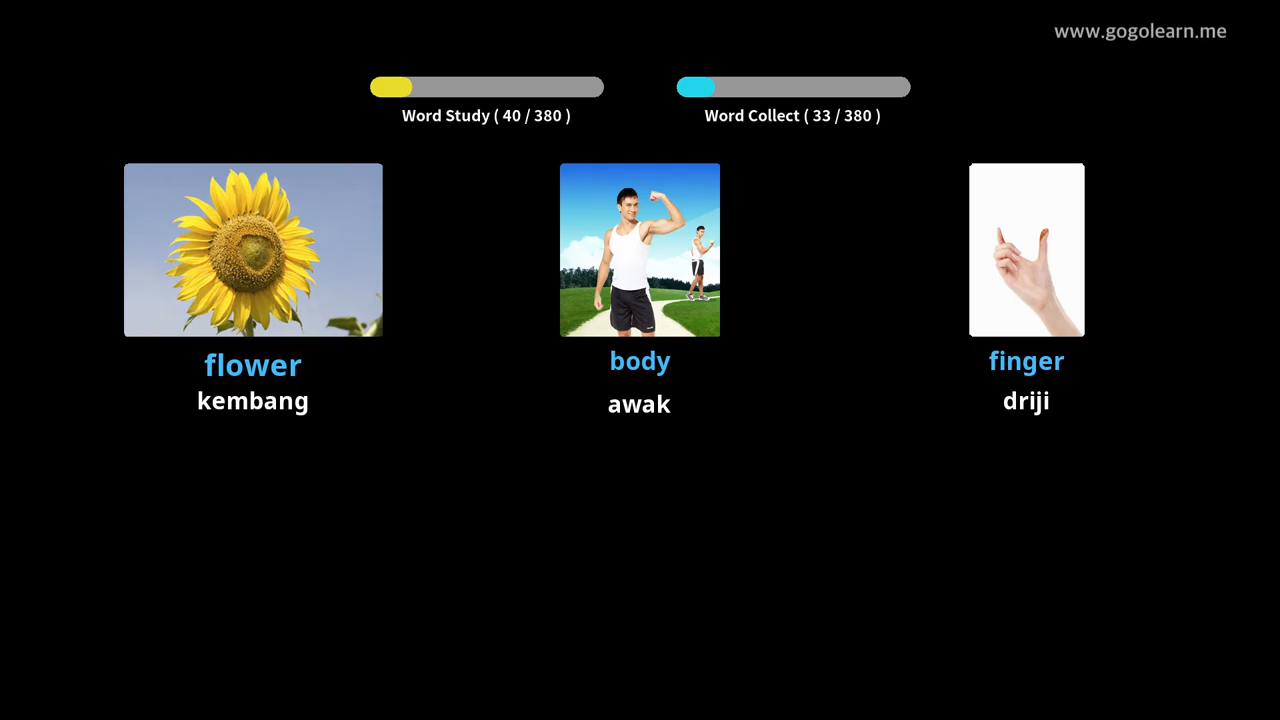 www.gogolearn.me
Word Study ( 40 / 380 )
Word Collect ( 33 / 380 )
flower
kembang
body
awak
finger
driji